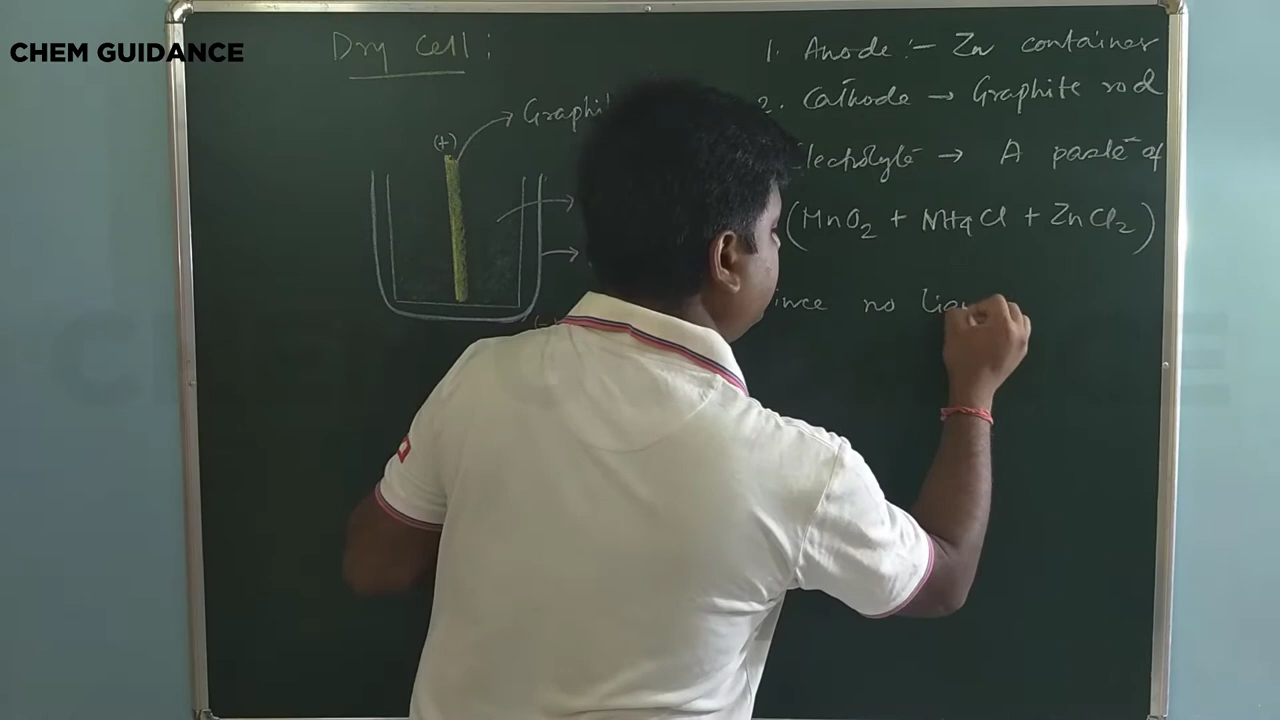 CHEM GUIDANCE
Dry Cell :
(+)
Graphi
1. Anode :- Zn container
2. Cathode → Graphite rod
lectrolyte → A paste of
(MnO2 + NH4Cl + ZnCl2)
ince no liq